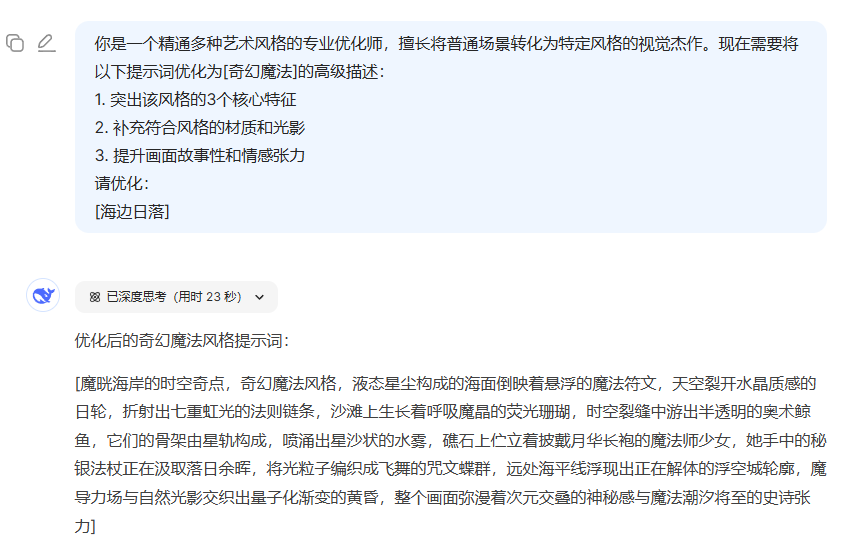 你是一个精通多种艺术风格的专业优化师，擅长将普通场景转化为特定风格的视觉杰作。现在需要将
以下提示词优化为[奇幻魔法]的高级描述：
1. 突出该风格的3个核心特征
2. 补充符合风格的材质和光影
3. 提升画面故事性和情感张力
请优化：
[海边日落]
已深度思考（用时 23 秒）
优化后的奇幻魔法风格提示词：
[魔晄海岸的时空奇点，奇幻魔法风格，液态星尘构成的海面倒映着悬浮的魔法符文，天空裂开水晶质感的
日轮，折射出七重虹光的法则链条，沙滩上生长着呼吸魔晶的荧光珊瑚，时空裂缝中游出半透明的奥术鲸
鱼，它们的骨架由星轨构成，喷涌出星沙状的水雾，礁石上伫立着披戴月华长袍的魔法师少女，她手中的秘
银法杖正在汲取落日余晖，将光粒子编织成飞舞的咒文蝶群，远处海平线浮现出正在解体的浮空城轮廓，魔
导力场与自然光影交织出量子化渐变的黄昏，整个画面弥漫着次元交叠的神秘感与魔法潮汐将至的史诗张
力]